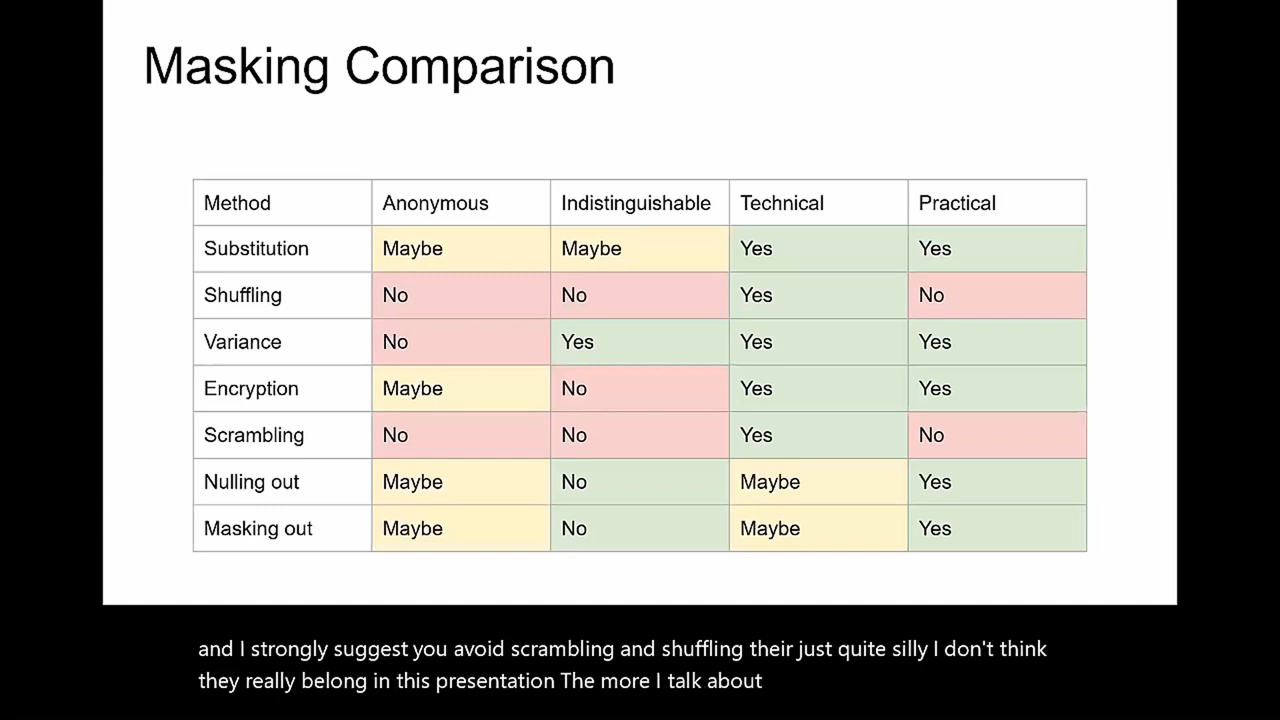 Masking Comparison
Method Anonymous Indistinguishable Technical Practical
Substitution Maybe Maybe Yes Yes
Shuffling No No Yes No
Variance No Yes Yes Yes
Encryption Maybe No Yes Yes
Scrambling No No Yes No
Nulling out Maybe No Maybe Yes
Masking out Maybe No Maybe Yes
and I strongly suggest you avoid scrambling and shuffling their just quite silly I don't think
they really belong in this presentation The more I talk about